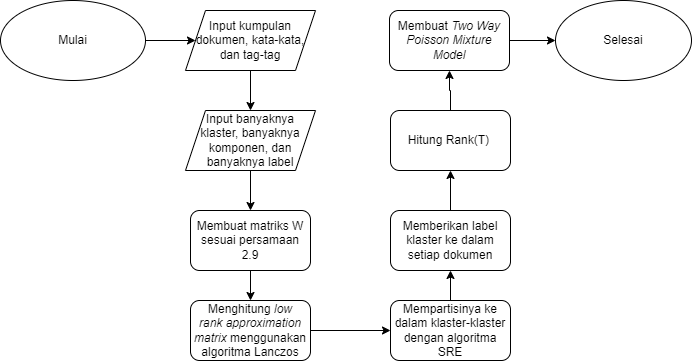 Mulai
Input kumpulan
dokumen, kata-kata,
dan tag-tag
Input banyaknya
klaster, banyaknya
komponen, dan
banyaknya label
Membuat matriks W
sesuai persamaan
2.9
Menghitung low
rank approximation
matrix menggunakan
algoritma Lanczos
Mempartisinya ke
dalam klaster-klaster
dengan algoritma
SRE
Memberikan label
klaster ke dalam
setiap dokumen
Hitung Rank(T)
Membuat Two Way
Poisson Mixture
Model
Selesai